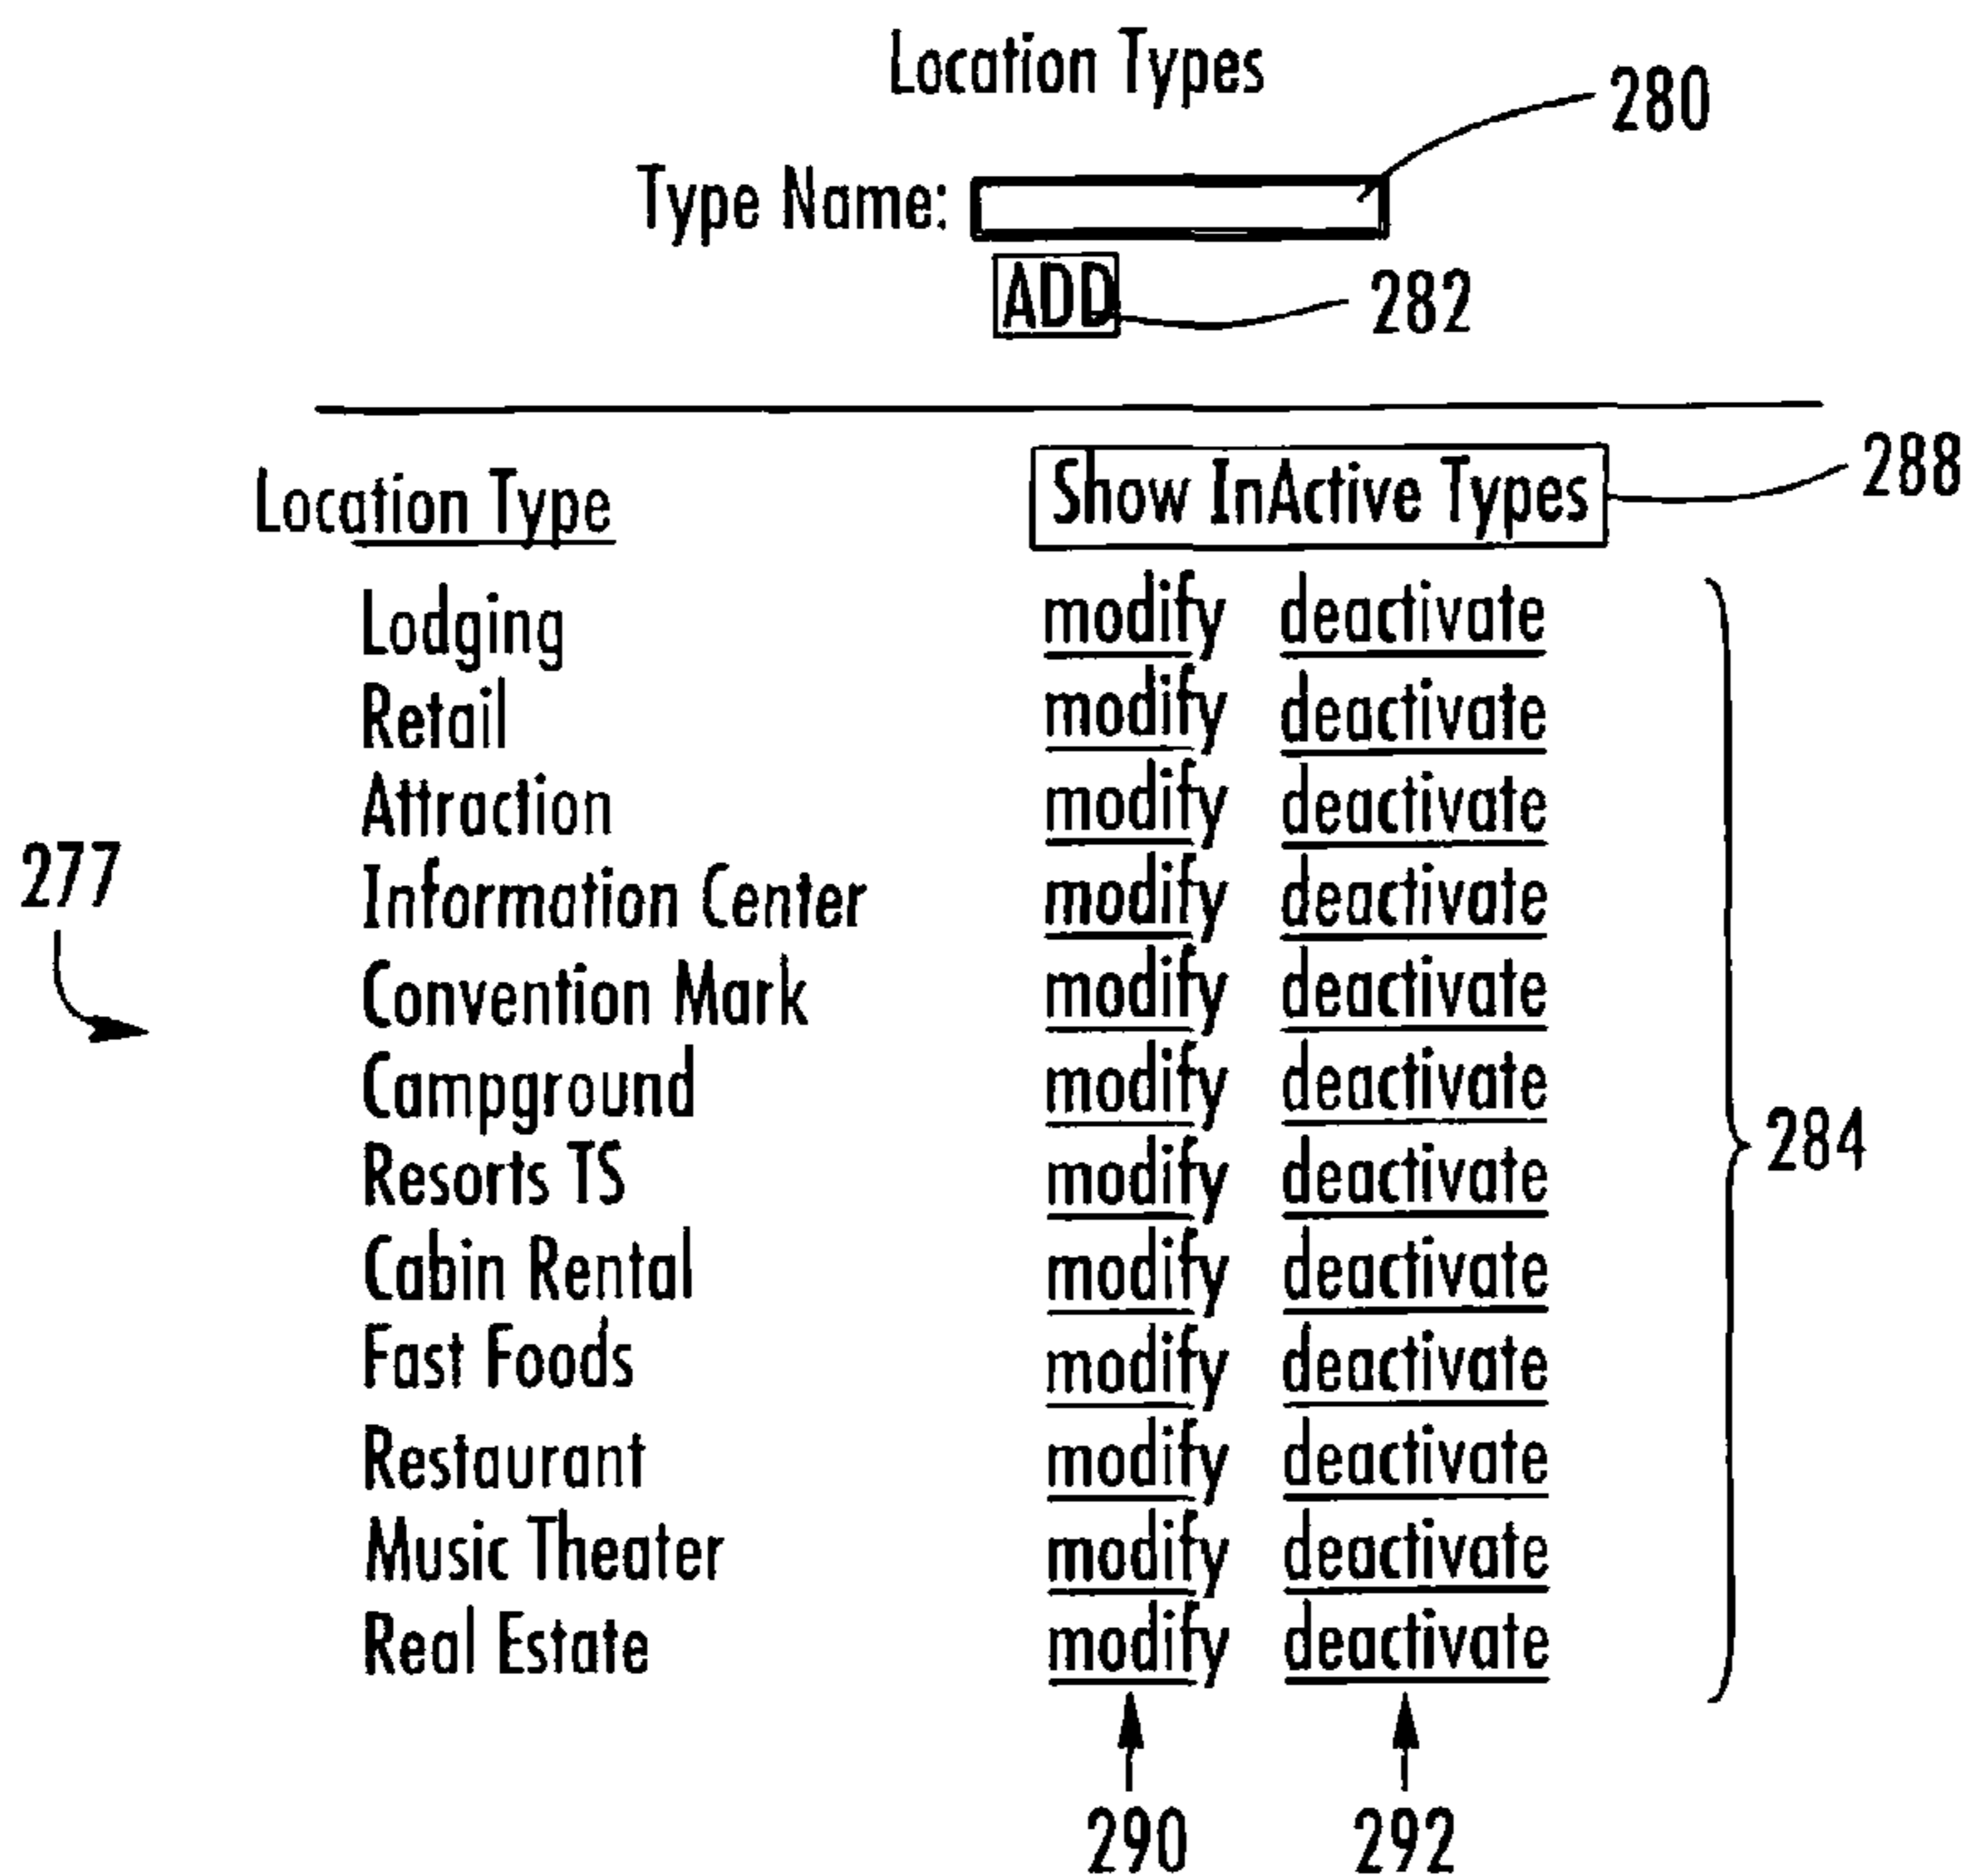 Location Types
280
Type Name:
ADD
282
Location Type
Show InActive Types
288
Lodging modify deactivate
Retail modify deactivate
Attraction modify deactivate
277
Information Center modify deactivate
Convention Mark modify deactivate
Campground modify deactivate
284
Resorts TS modify deactivate
Cabin Rental modify deactivate
Fast Foods modify deactivate
Restaurant modify deactivate
Music Theater modify deactivate
Real Estate modify deactivate
290 292